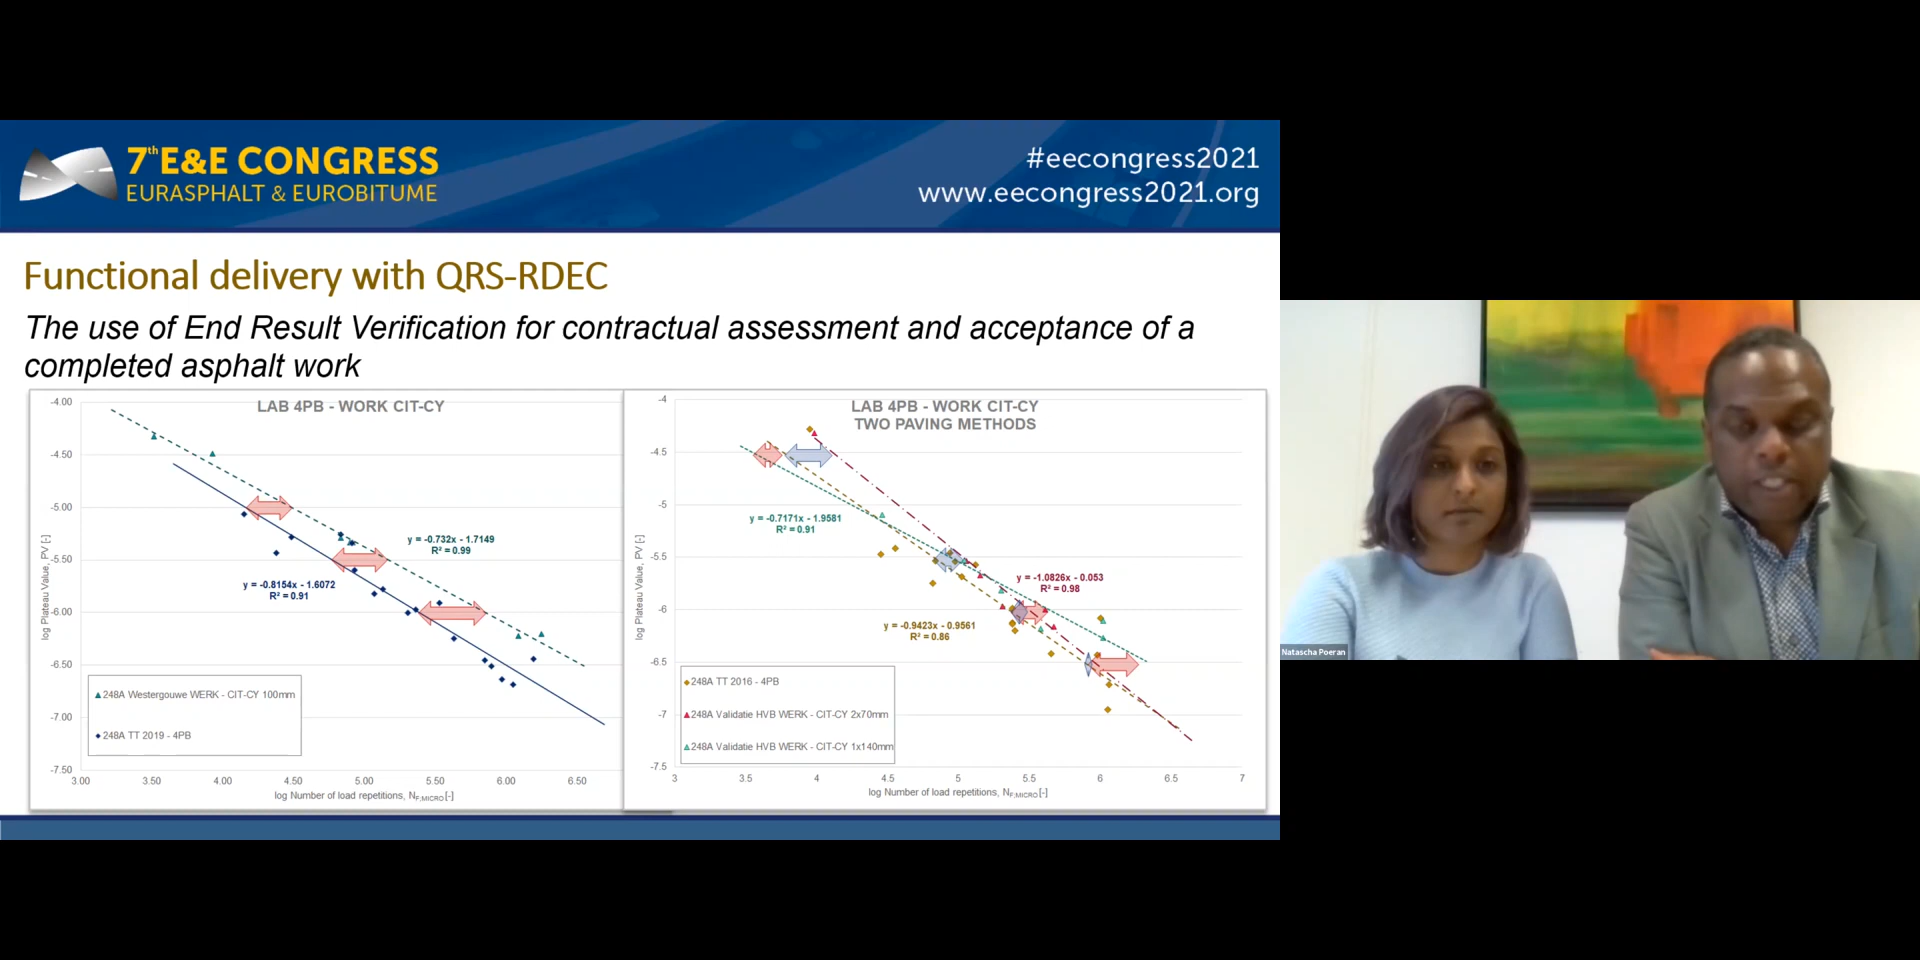 7th E&E CONGRESS
EURASPHALT & EUROBITUME
#eecongress2021
www.eecongress2021.org
Functional delivery with QRS-RDEC
The use of End Result Verification for contractual assessment and acceptance of a
completed asphalt work
LAB 4PB - WORK CIT-CY
-4.00
-4.50
-5.00
-5.50
-6.00
-6.50
-7.00
-7.50
log Plateau Value, PV [-]
y = -0.732x - 1.7149
R² = 0.99
y = -0.8154x - 1.6072
R² = 0.91
248A Westergouwe WERK - CIT-CY 100mm
248A TT 2019 - 4PB
3.00 3.50 4.00 4.50 5.00 5.50 6.00 6.50
log Number of load repetitions, NF;MICRO [-]
LAB 4PB - WORK CIT-CY
TWO PAVING METHODS
-4
-4.5
-5
-5.5
-6
-6.5
-7
-7.5
log Plateau Value, PV [-]
y = -0.7171x - 1.9581
R² = 0.91
y = -1.0826x - 0.053
R² = 0.98
y = -0.9423x - 0.9561
R² = 0.86
248A TT 2016 - 4PB
248A Validatie HVB WERK - CIT-CY 2x70mm
248A Validatie HVB WERK - CIT-CY 1x140mm
3 3.5 4 4.5 5 5.5 6 6.5 7
log Number of load repetitions, NF;MICRO [-]
Natascha Poeran